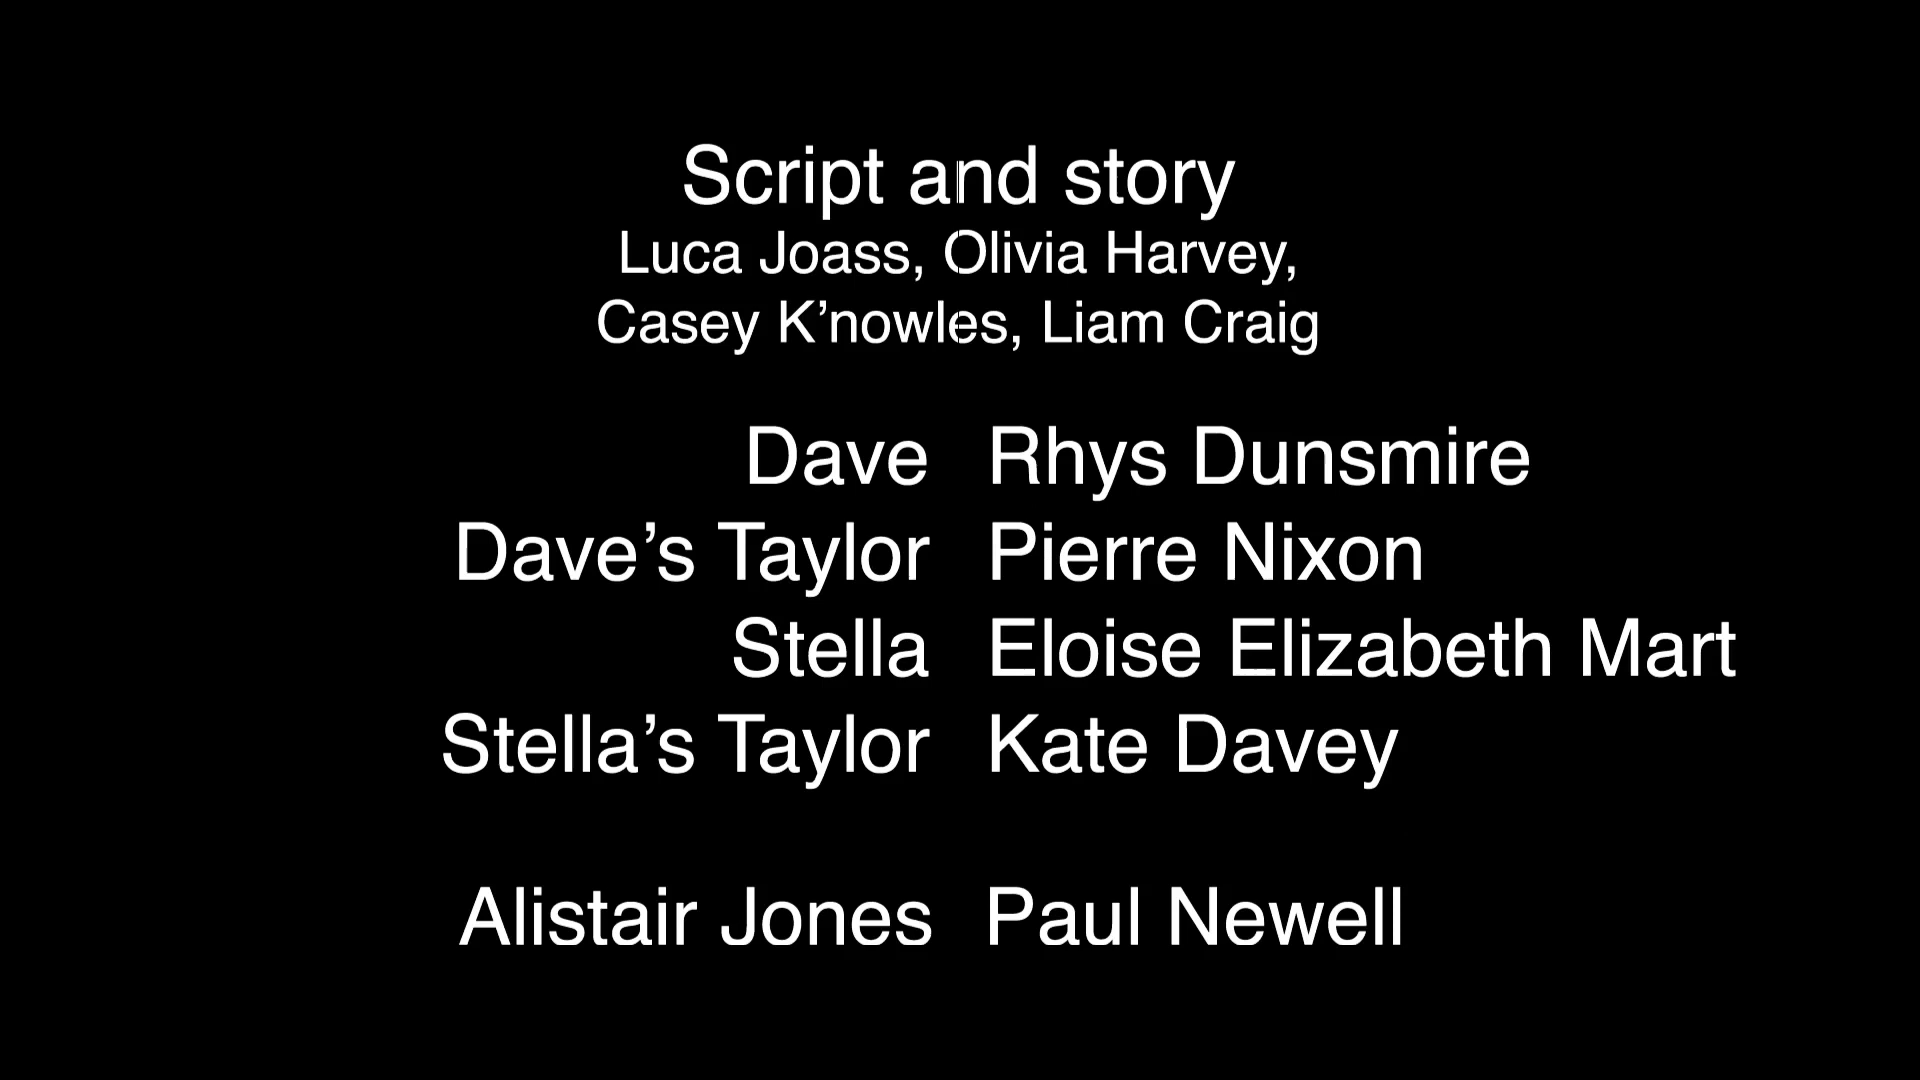 Script and story
Luca Joass, Olivia Harvey,
Casey K’nowles, Liam Craig
Dave Rhys Dunsmire
Dave’s Taylor Pierre Nixon
Stella Eloise Elizabeth Mart
Stella’s Taylor Kate Davey
Alistair Jones Paul Newell